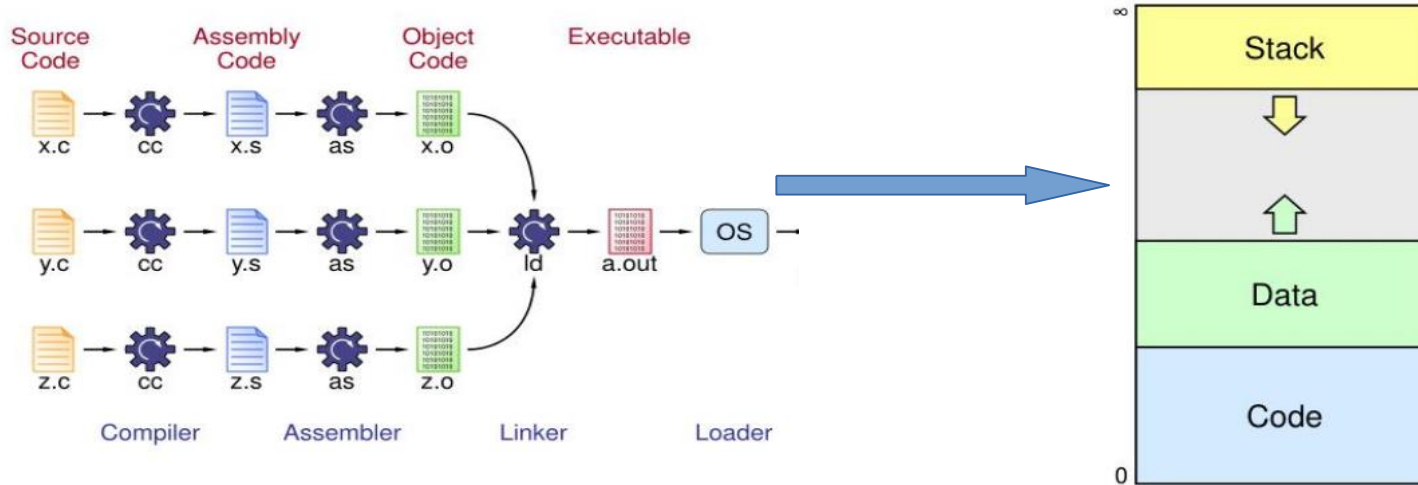 Source
Code
Assembly
Code
Object
Code
Executable
x.c
cc
x.s
as
x.o
y.c
cc
y.s
as
y.o
ld
a.out
OS
z.c
cc
z.s
as
z.o
Compiler
Assembler
Linker
Loader
∞
Stack
Data
Code
0